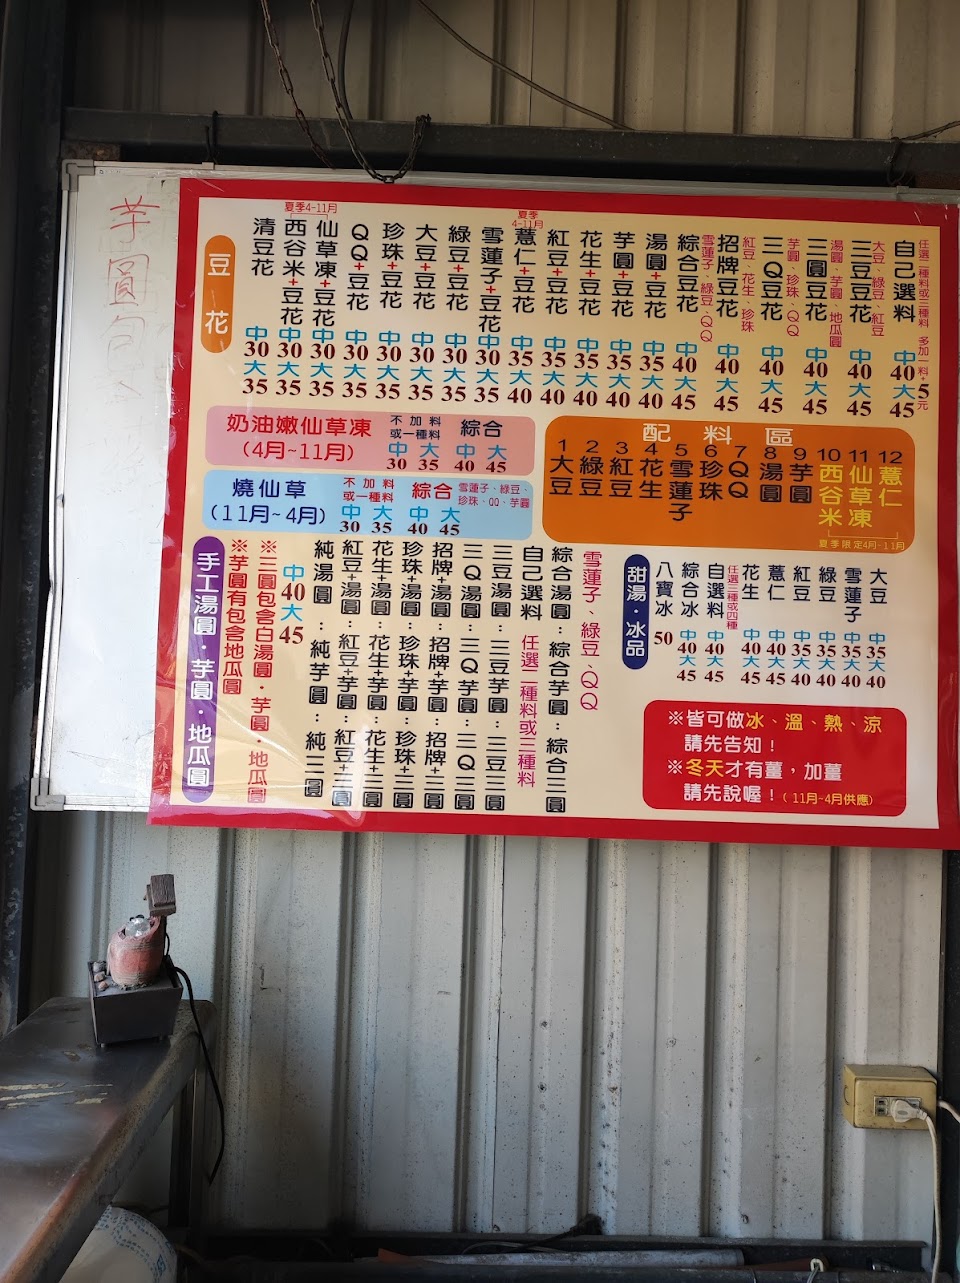 芋圓包
豆花
夏季4-11月
清豆花 中30 大35
西谷米+豆花 中30 大35
仙草凍+豆花 中30 大35
QQ+豆花 中30 大35
珍珠+豆花 中30 大35
大豆+豆花 中30 大35
綠豆+豆花 中30 大35
雪蓮子+豆花 中30 大35
夏季4-11月
薏仁+豆花 中35 大40
紅豆+豆花 中35 大40
花生+豆花 中35 大40
芋圓+豆花 中35 大40
湯圓+豆花 中35 大40
綜合豆花 中40 大45
雪蓮子、綠豆、QQ
招牌豆花 中40 大45
紅豆、花生、珍珠
三Q豆花 中40 大45
芋圓、珍珠、QQ
三圓豆花 中40 大45
湯圓、芋圓、地瓜圓
三豆豆花 中40 大45
大豆、綠豆、紅豆
自己選料 中40 大45
任選二種料或三種料 多加一料+5元
奶油嫩仙草凍
(4月~11月)
不加料或一種料 中30 大35
綜合 中40 大45
燒仙草
(11月~4月)
不加料或一種料 中30 大35
綜合 中40 大45
雪蓮子、綠豆、珍珠、QQ、芋圓
配料區
1 大豆
2 綠豆
3 紅豆
4 花生
5 雪蓮子
6 珍珠
7 QQ
8 湯圓
9 芋圓
10 西谷米
11 仙草凍
12 薏仁
夏季限定4月~11月
手工湯圓・芋圓・地瓜圓
※芋圓有包含地瓜圓
※三圓包含白湯圓・芋圓・地瓜圓
中40 大45
純湯圓:純芋圓:純三圓
紅豆+湯圓:紅豆+芋圓:紅豆+三圓
花生+湯圓:花生+芋圓:花生+三圓
珍珠+湯圓:珍珠+芋圓:珍珠+三圓
招牌+湯圓:招牌+芋圓:招牌+三圓
三Q湯圓:三Q芋圓:三Q三圓
三豆湯圓:三豆芋圓:三豆三圓
自己選料:任選二種料或三種料
綜合湯圓:綜合芋圓:綜合三圓
雪蓮子、綠豆、QQ
甜湯・冰品
八寶冰 50
綜合冰 中40 大45
自選料 中40 大45
任選三種或四種
花生 中40 大45
薏仁 中40 大45
紅豆 中35 大40
綠豆 中35 大40
雪蓮子 中35 大40
大豆 中35 大40
※皆可做冰、溫、熱、涼
請先告知!
※冬天才有薑,加薑
請先說喔!(11月~4月供應)